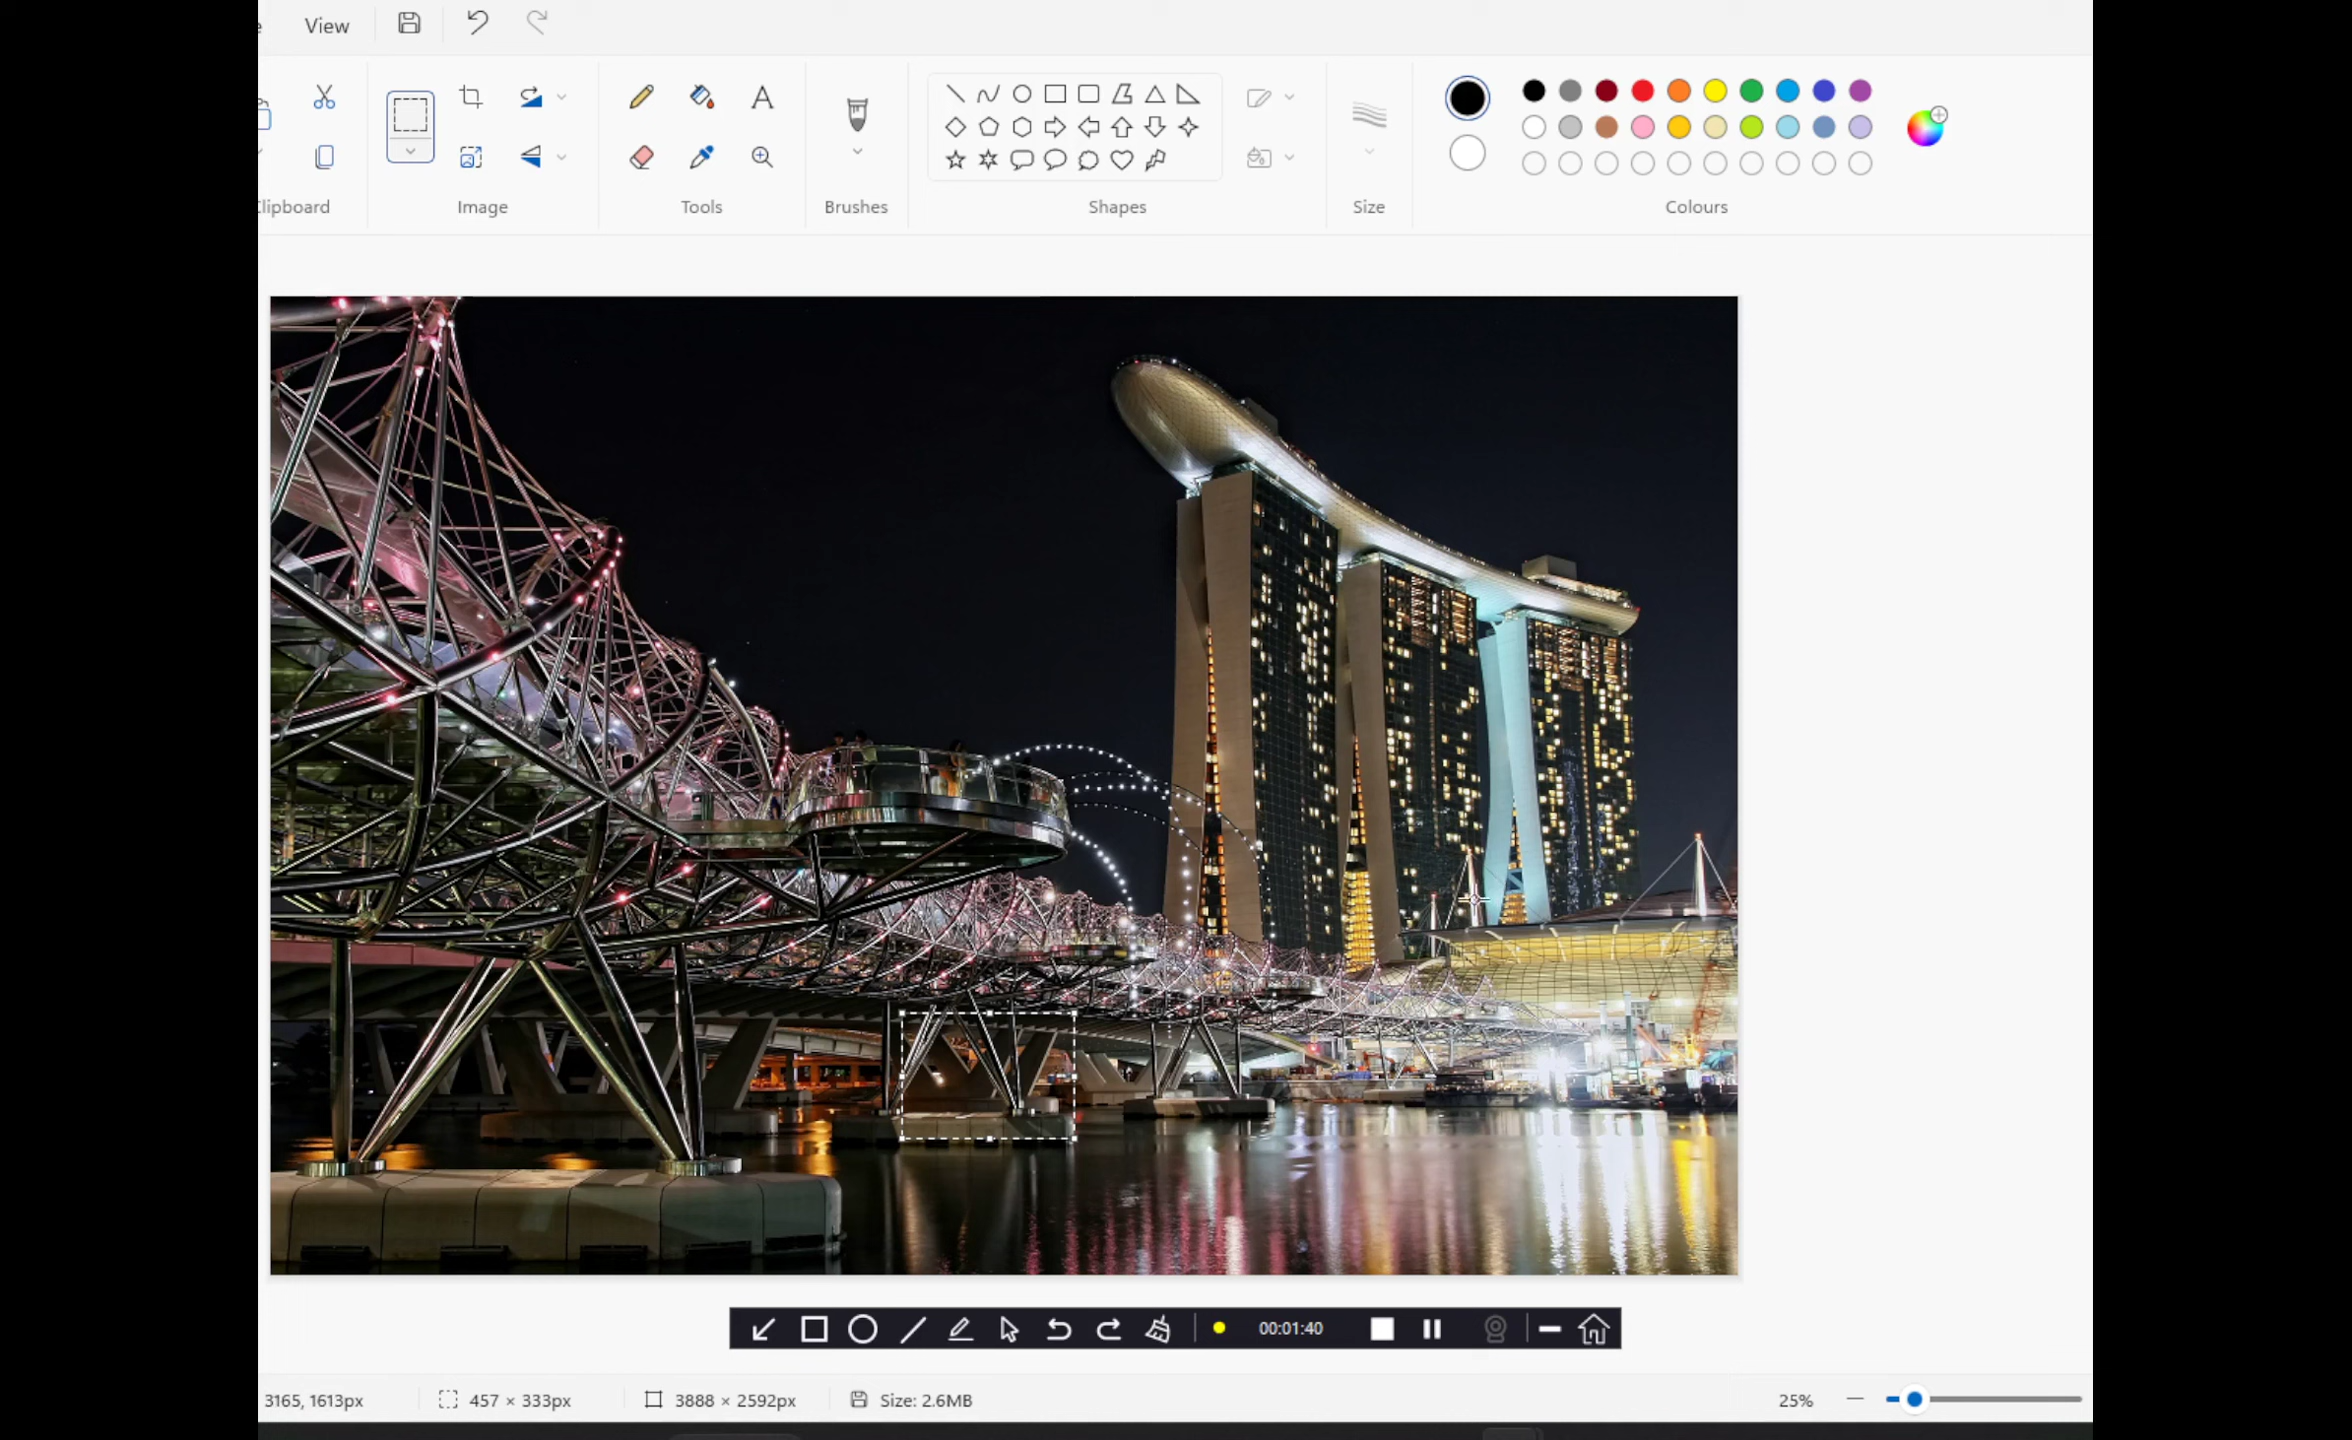 View
Clipboard
Image
Tools
Brushes
Shapes
Size
Colours
00:01:40
3165, 1613px
457 × 333px
3888 × 2592px
Size: 2.6MB
25%